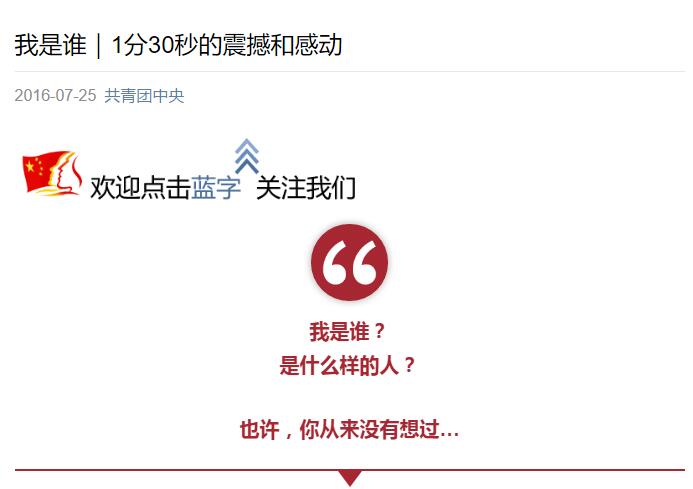 我是谁｜1分30秒的震撼和感动
2016-07-25 共青团中央
欢迎点击蓝字 关注我们
我是谁？
是什么样的人？
也许，你从来没有想过...